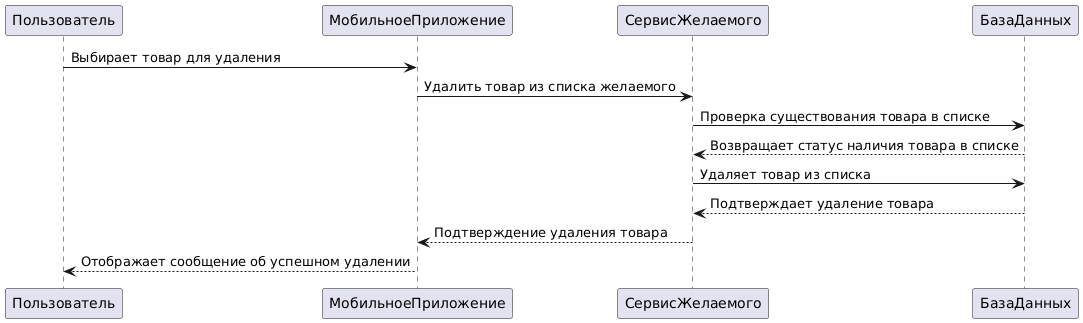 Пользователь
МобильноеПриложение
СервисЖелаемого
БазаДанных
Выбирает товар для удаления
Удалить товар из списка желаемого
Проверка существования товара в списке
Возвращает статус наличия товара в списке
Удаляет товар из списка
Подтверждает удаление товара
Подтверждение удаления товара
Отображает сообщение об успешном удалении
Пользователь
МобильноеПриложение
СервисЖелаемого
БазаДанных